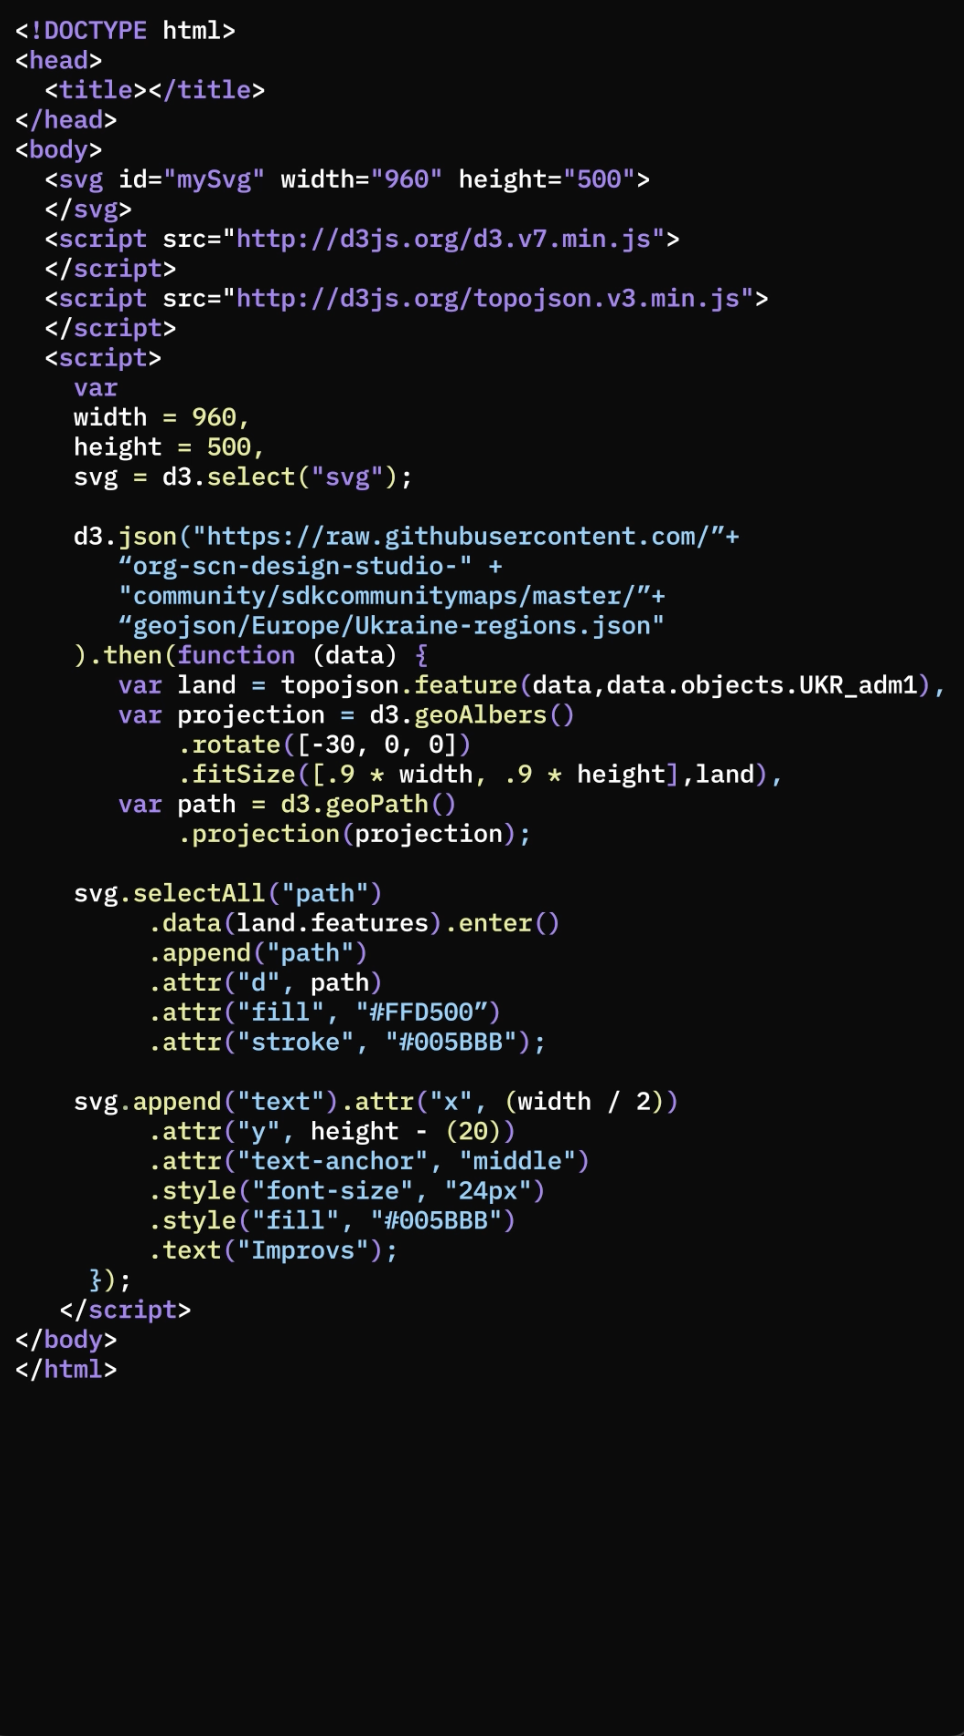 <!DOCTYPE html>
<head>
  <title></title>
</head>
<body>
  <svg id="mySvg" width="960" height="500">
  </svg>
  <script src="http://d3js.org/d3.v7.min.js">
  </script>
  <script src="http://d3js.org/topojson.v3.min.js">
  </script>
  <script>
    var
    width = 960,
    height = 500,
    svg = d3.select("svg");

    d3.json("https://raw.githubusercontent.com/”+
       “org-scn-design-studio-" +
       "community/sdkcommunitymaps/master/”+
       “geojson/Europe/Ukraine-regions.json"
    ).then(function (data) {
       var land = topojson.feature(data,data.objects.UKR_adm1),
       var projection = d3.geoAlbers()
           .rotate([-30, 0, 0])
           .fitSize([.9 * width, .9 * height],land),
       var path = d3.geoPath()
           .projection(projection);

    svg.selectAll("path")
         .data(land.features).enter()
         .append("path")
         .attr("d", path)
         .attr("fill", "#FFD500”)
         .attr("stroke", "#005BBB");

    svg.append("text").attr("x", (width / 2))
         .attr("y", height - (20))
         .attr("text-anchor", "middle")
         .style("font-size", "24px")
         .style("fill", "#005BBB")
         .text("Improvs");
     });
   </script>
</body>
</html>